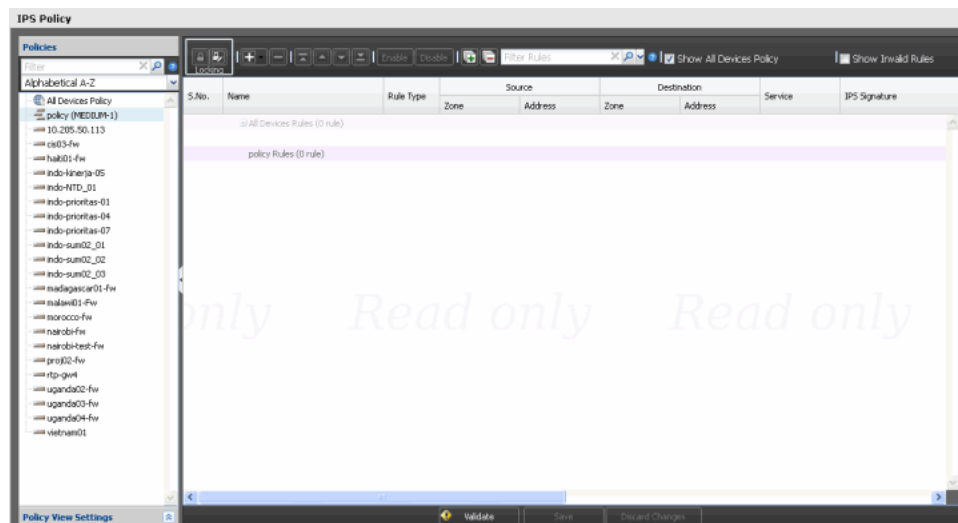 IPS Policy
Policies
Filter
Alphabetical A-Z
All Devices Policy
policy (MEDIUM-1)
10.205.50.113
cis03-fw
haiti01-fw
indo-kinerja-05
indo-NTD_01
indo-prioritas-01
indo-prioritas-04
indo-prioritas-07
indo-sum02_01
indo-sum02_02
indo-sum02_03
madagascar01-fw
malawi01-Fw
morocco-fw
nairobi-fw
nairobi-test-fw
proj02-fw
rtp-gw4
uganda02-fw
uganda03-fw
uganda04-fw
vietnam01
Policy View Settings
Locking
Enable Disable
Filter Rules
Show All Devices Policy
Show Invalid Rules
S.No. Name Rule Type Source Destination Service IPS Signature
Zone Address Zone Address
All Devices Rules (0 rule)
policy Rules (0 rule)
only Read only Read only
Validate Save Discard Changes